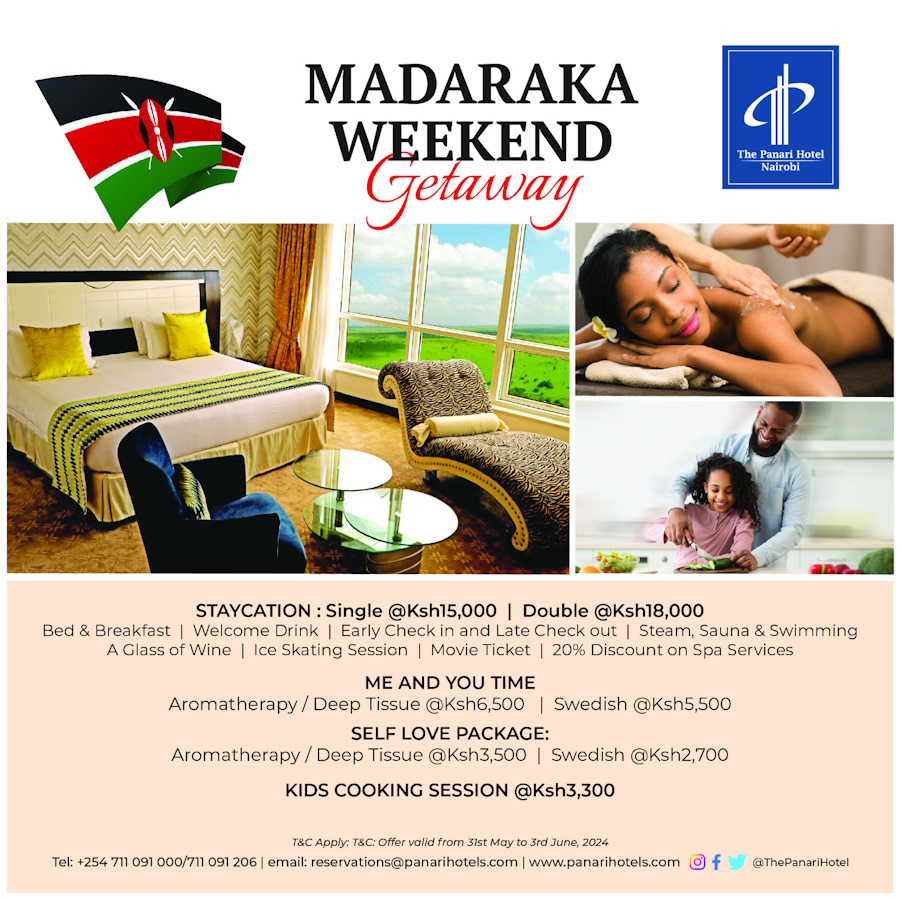 MADARAKA
WEEKEND
Getaway
The Panari Hotel
Nairobi
STAYCATION : Single @Ksh15,000 | Double @Ksh18,000
Bed & Breakfast | Welcome Drink | Early Check in and Late Check out | Steam, Sauna & Swimming
A Glass of Wine | Ice Skating Session | Movie Ticket | 20% Discount on Spa Services
ME AND YOU TIME
Aromatherapy / Deep Tissue @Ksh6,500 | Swedish @Ksh5,500
SELF LOVE PACKAGE:
Aromatherapy / Deep Tissue @Ksh3,500 | Swedish @Ksh2,700
KIDS COOKING SESSION @Ksh3,300
T&C Apply: T&C: Offer valid from 31st May to 3rd June, 2024
Tel: +254 711 091 000/711 091 206 | email: reservations@panarihotels.com | www.panarihotels.com @ThePanariHotel